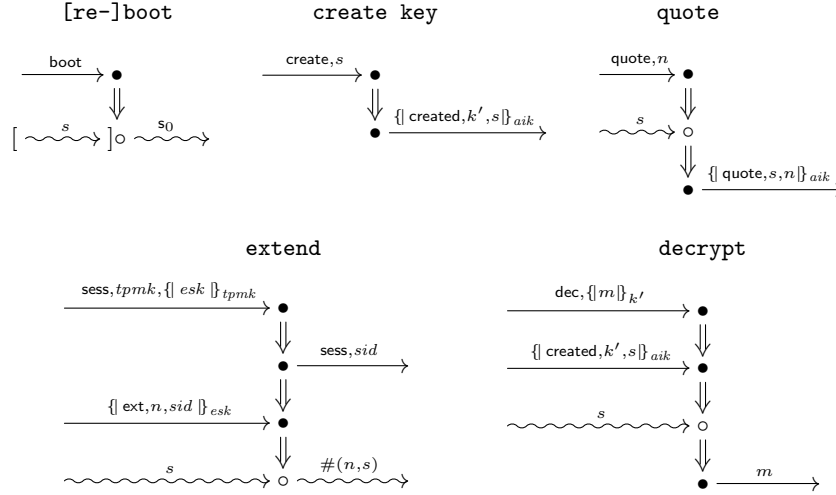 [re-]boot
boot
[ s ] s₀
create key
create, s
{| created, k′, s |}aik
quote
quote, n
s
{| quote, s, n |}aik
extend
sess, tpmk, {| esk |}tpmk
sess, sid
{| ext, n, sid |}esk
s
#(n, s)
decrypt
dec, {| m |}k′
{| created, k′, s |}aik
s
m